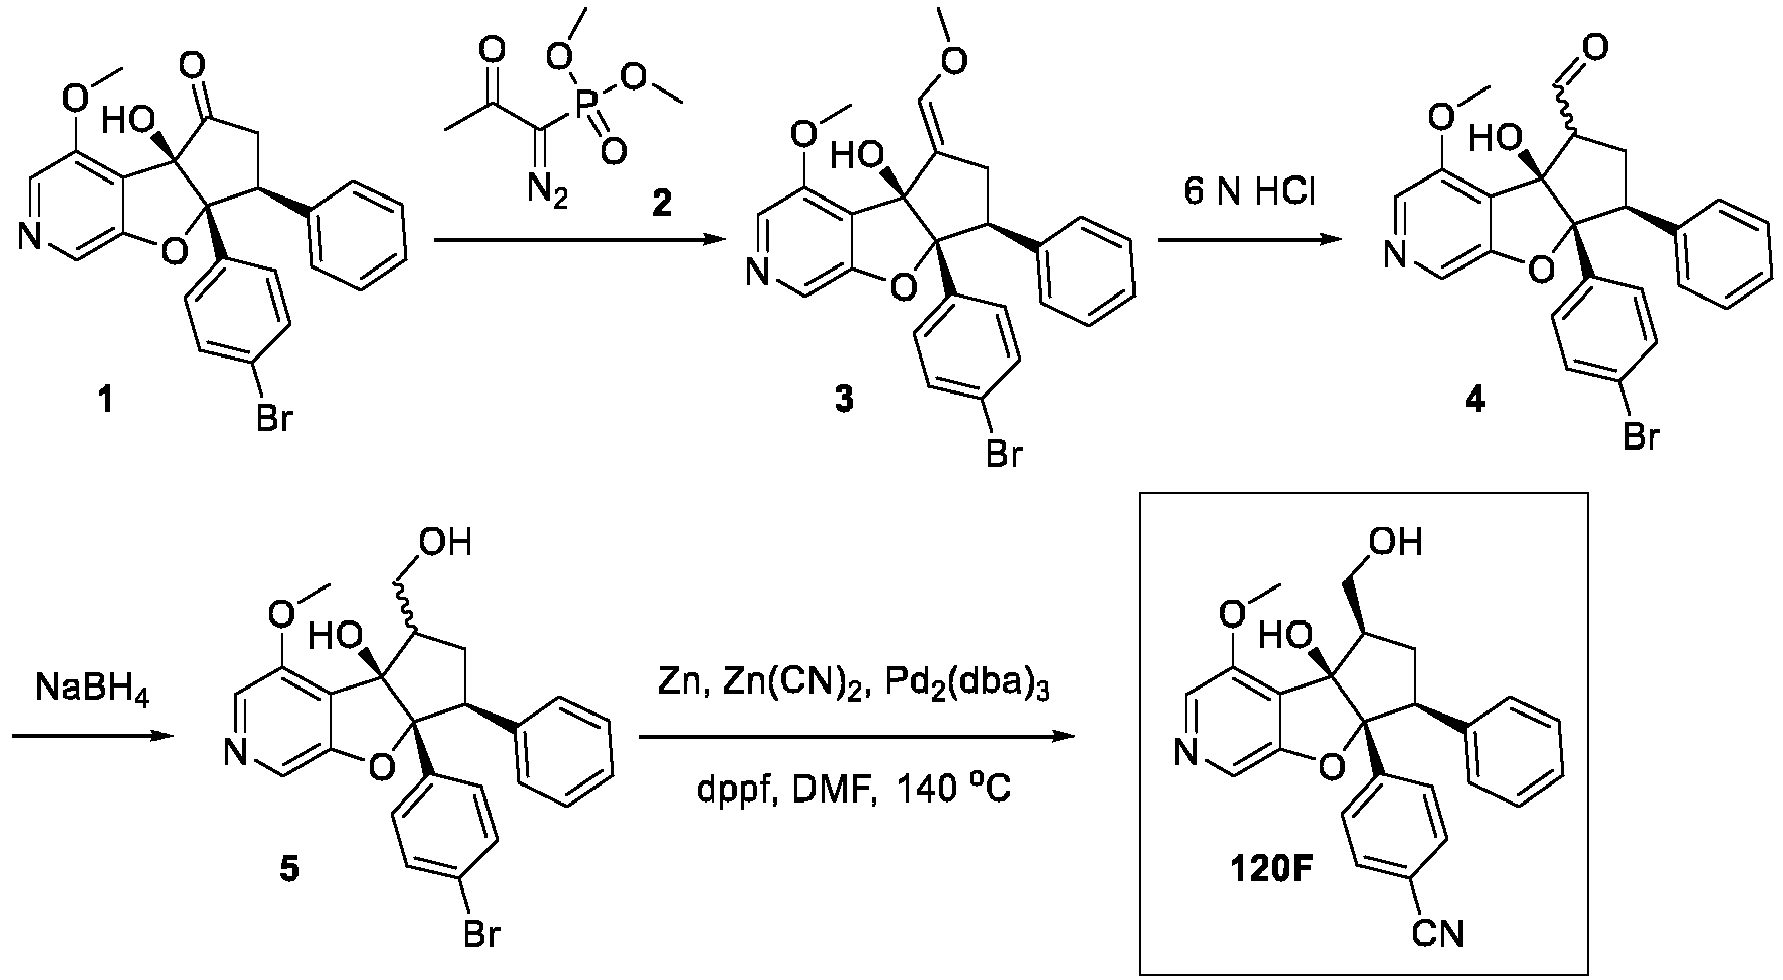 O
O
HO
N
O
Br
1
O
O
O
P
O
N2
2
O
O
HO
N
O
Br
3
6 N HCl
O
O
HO
N
O
Br
4
NaBH4
OH
O
HO
N
O
Br
5
Zn, Zn(CN)2, Pd2(dba)3
dppf, DMF, 140 ºC
OH
O
HO
N
O
120F
CN